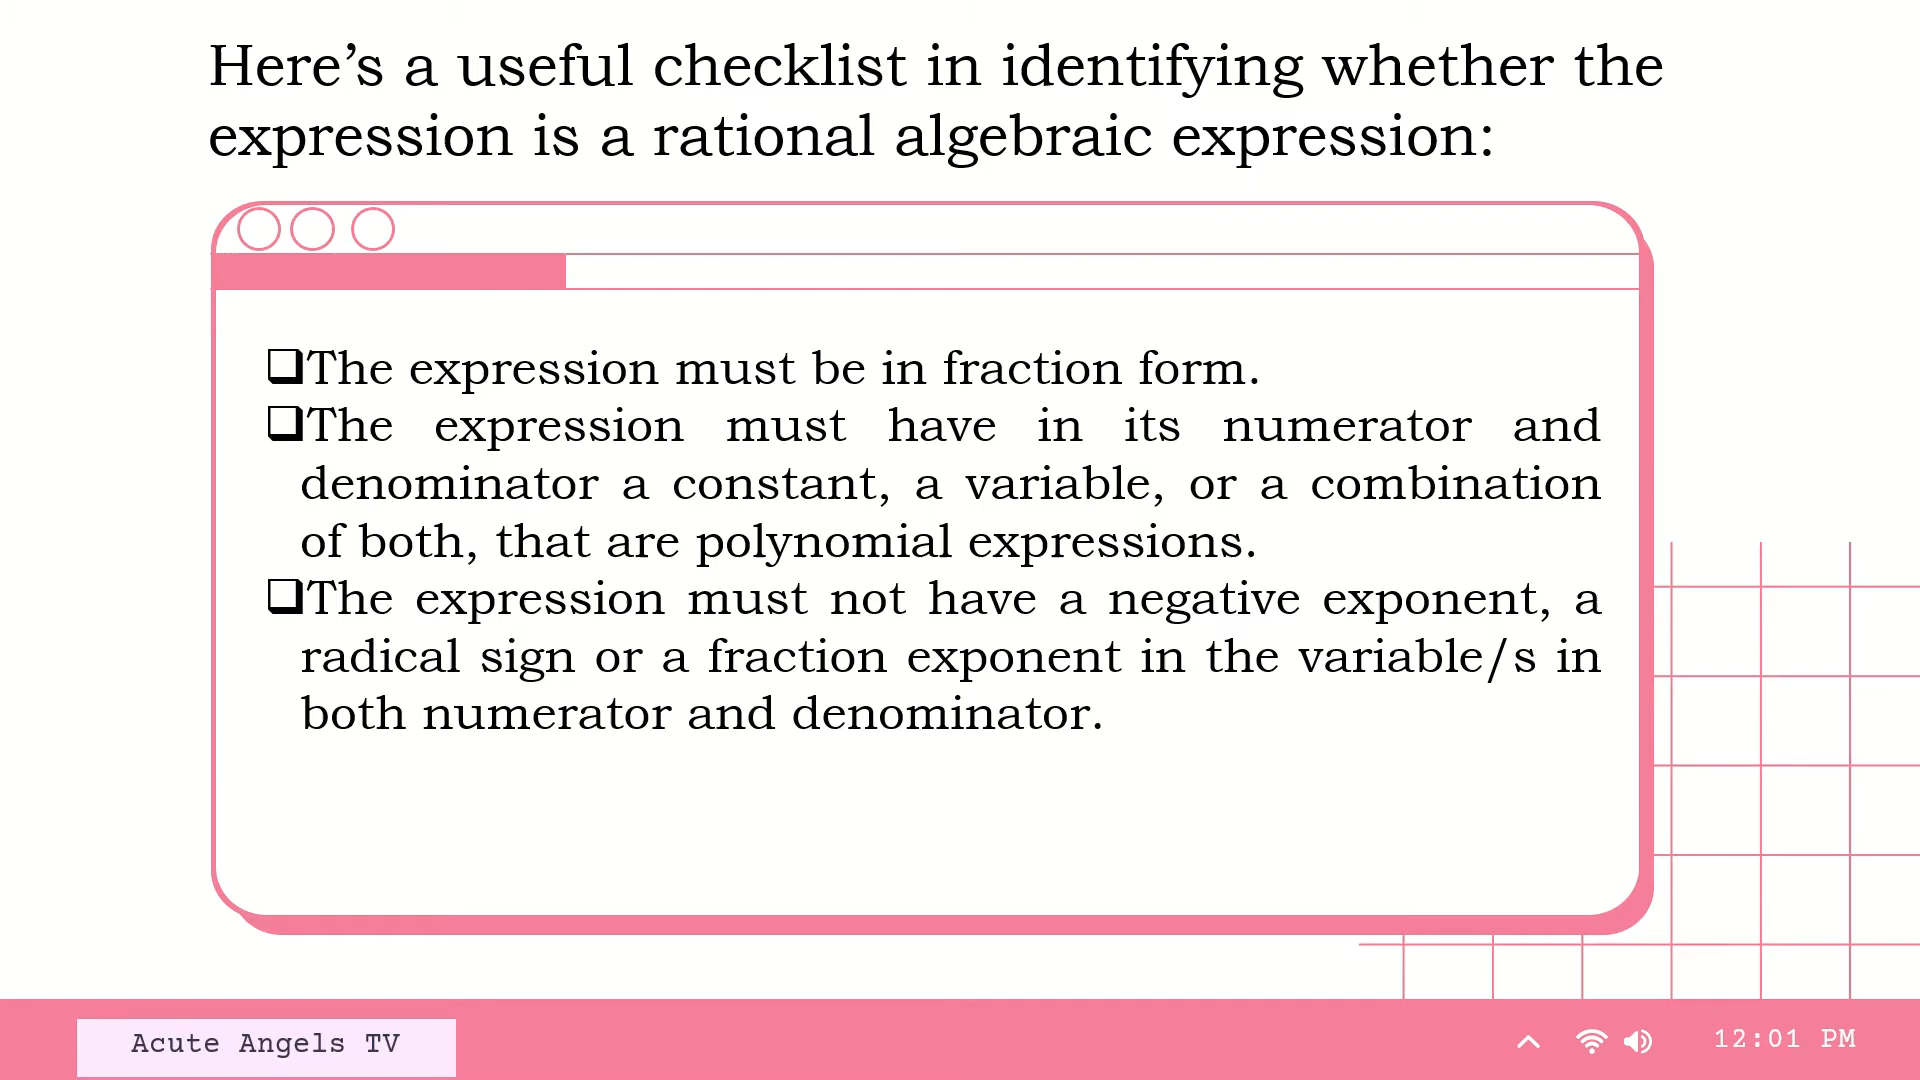 Here’s a useful checklist in identifying whether the
expression is a rational algebraic expression:
❑The expression must be in fraction form.
❑The expression must have in its numerator and
denominator a constant, a variable, or a combination
of both, that are polynomial expressions.
❑The expression must not have a negative exponent, a
radical sign or a fraction exponent in the variable/s in
both numerator and denominator.
Acute Angels TV
12:01 PM